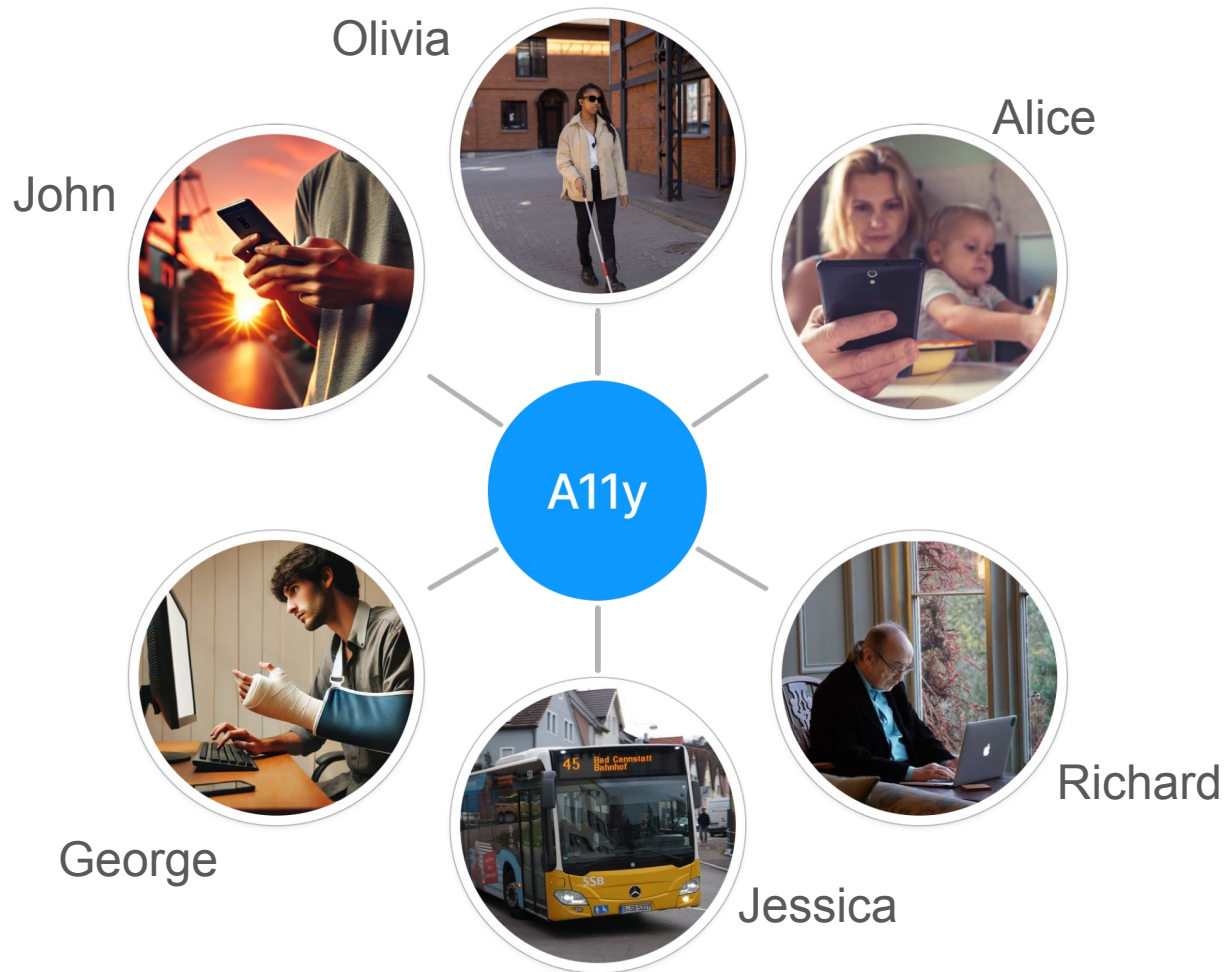 Olivia
Alice
John
A11y
45 Bad Cannstatt
Bahnhof
SSB
Richard
George
Jessica